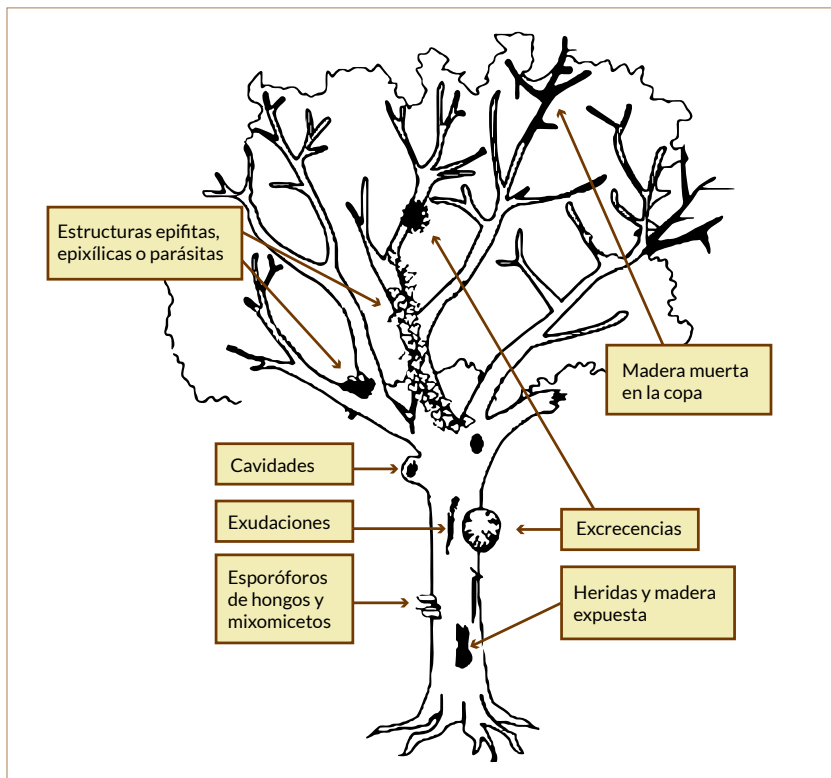 Estructuras epifitas,
epixílicas o parásitas
Madera muerta
en la copa
Cavidades
Exudaciones
Excrecencias
Esporóforos
de hongos y
mixomicetos
Heridas y madera
expuesta